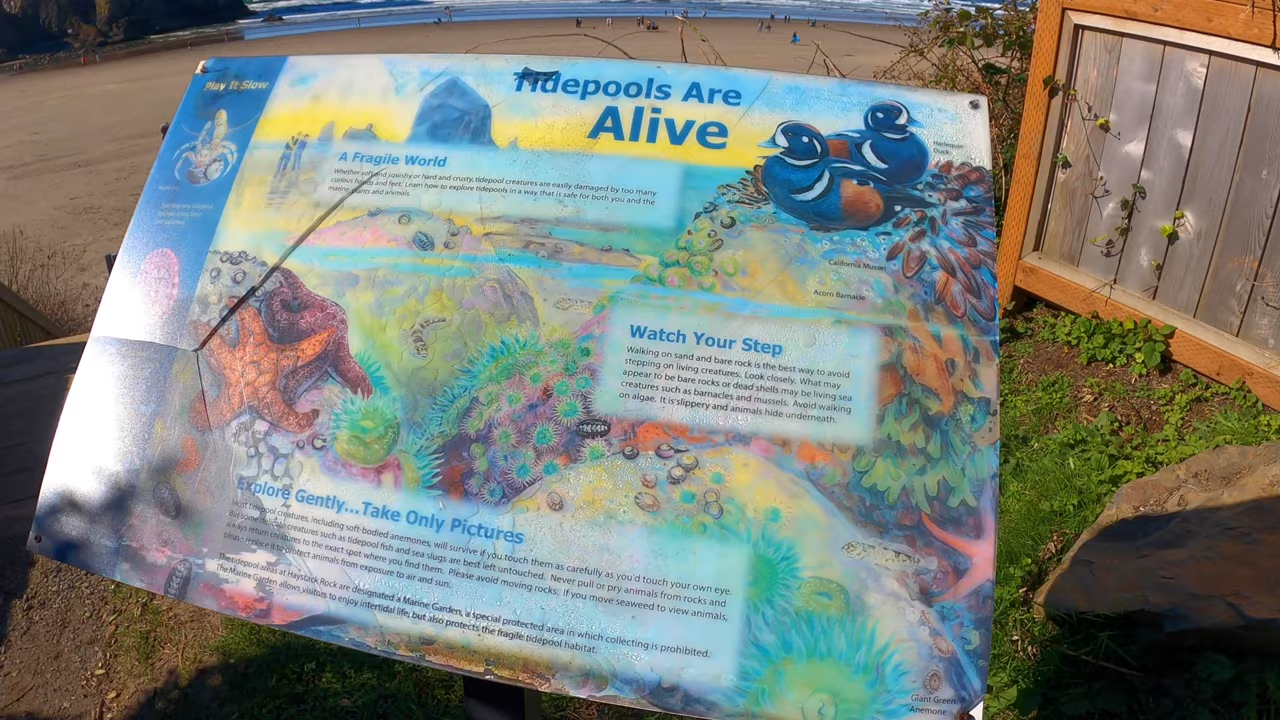 Play It Slow
Tidepools Are
Alive
Harlequin
Duck
A Fragile World
Whether soft and squishy or hard and crusty, tidepool creatures are easily damaged by too many
curious hands and feet. Learn how to explore tidepools in a way that is safe for both you and the
marine plants and animals.
California Mussel
Acorn Barnacle
Watch Your Step
Walking on sand and bare rock is the best way to avoid
stepping on living creatures. Look closely. What may
appear to be bare rocks or dead shells may be living sea
creatures such as barnacles and mussels. Avoid walking
on algae. It is slippery and animals hide underneath.
Explore Gently...Take Only Pictures
Most tidepool creatures, including soft-bodied anemones, will survive if you touch them as carefully as you'd touch your own eye.
But some delicate creatures such as tidepool fish and sea slugs are best left untouched. Never pull or pry animals from rocks and
always return creatures to the exact spot where you find them. Please avoid moving rocks. If you move seaweed to view animals,
please replace it to protect animals from exposure to air and sun.
The tidepool areas at Haystack Rock are designated a Marine Garden, a special protected area in which collecting is prohibited.
The Marine Garden allows visitors to enjoy intertidal life, but also protects the fragile tidepool habitat.
Giant Green
Anemone